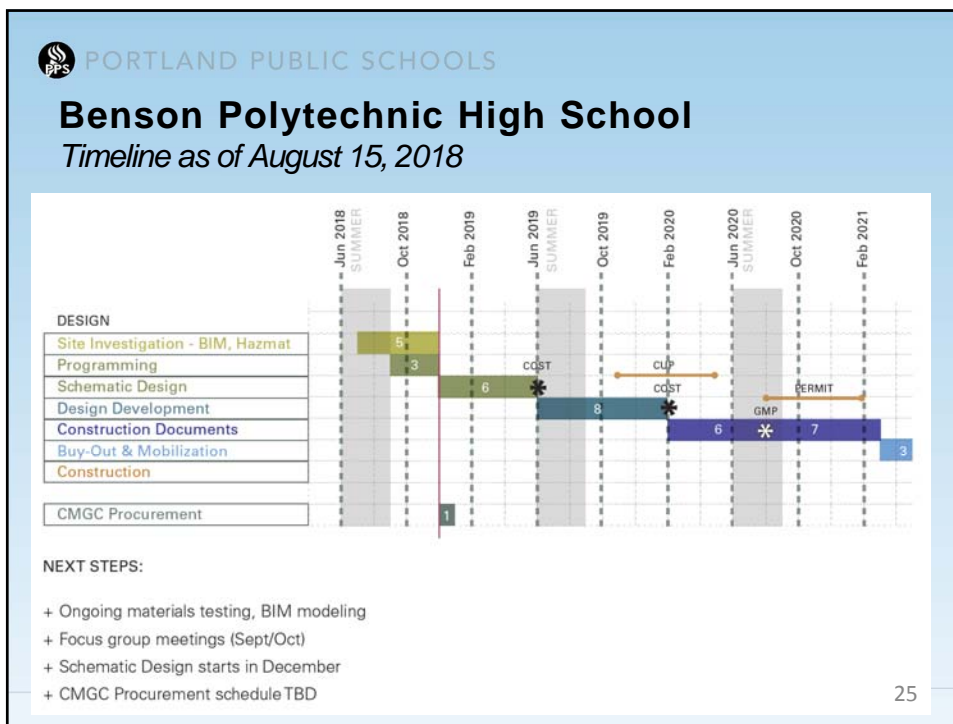 PPS PORTLAND PUBLIC SCHOOLS
Benson Polytechnic High School
Timeline as of August 15, 2018
Jun 2018
SUMMER
Oct 2018
Feb 2019
Jun 2019
SUMMER
Oct 2019
Feb 2020
Jun 2020
SUMMER
Oct 2020
Feb 2021
DESIGN
Site Investigation - BIM, Hazmat
5
Programming
3
COST
CUP
Schematic Design
6
COST
PERMIT
Design Development
8
GMP
Construction Documents
6
7
Buy-Out & Mobilization
3
Construction
CMGC Procurement
1
NEXT STEPS:
+ Ongoing materials testing, BIM modeling
+ Focus group meetings (Sept/Oct)
+ Schematic Design starts in December
+ CMGC Procurement schedule TBD
25